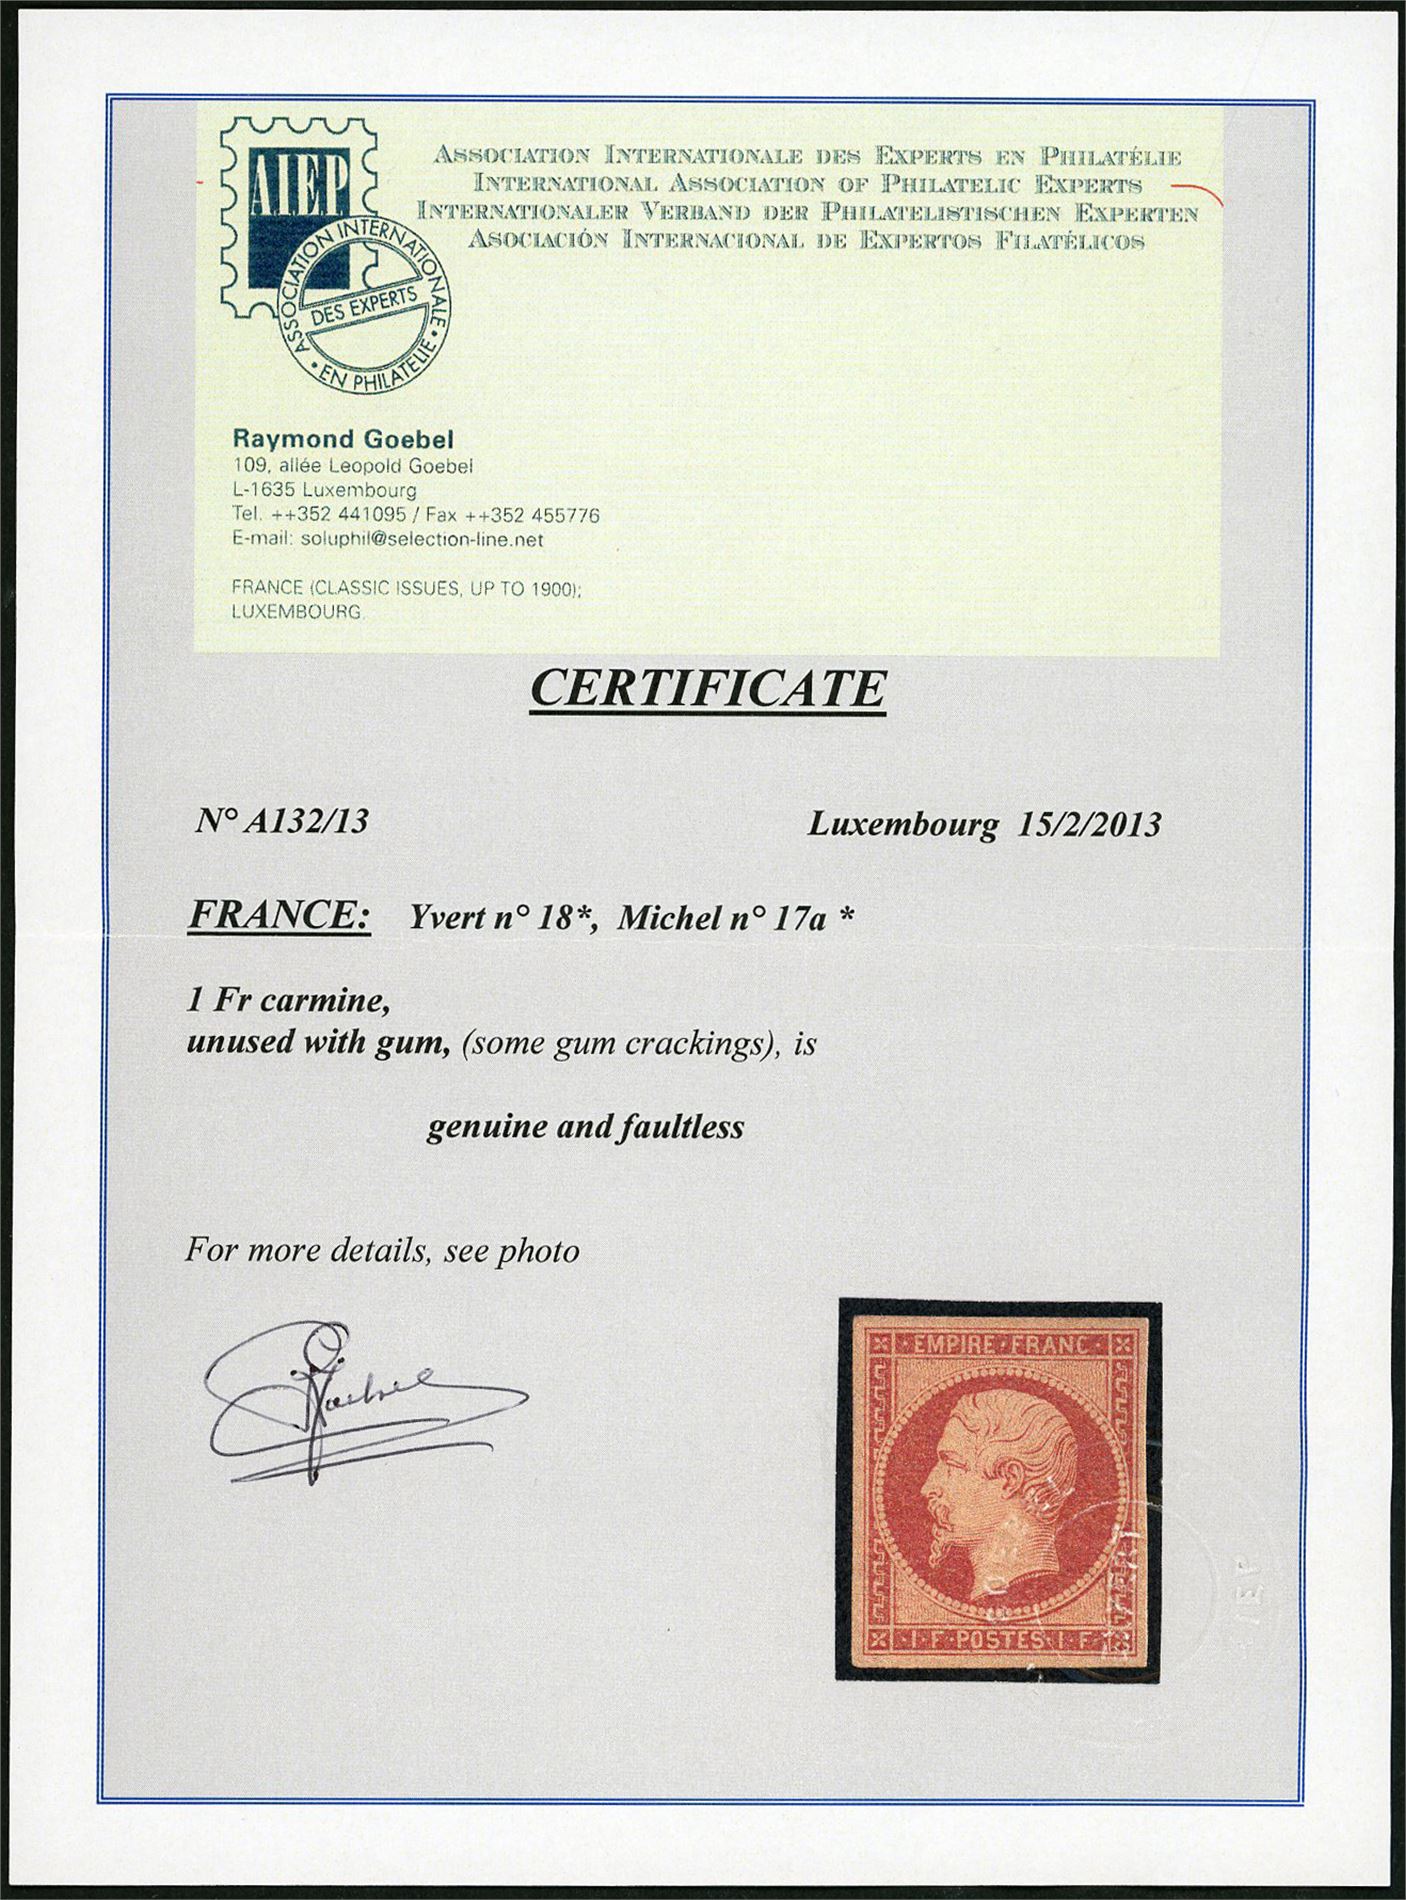 A.I.E.P.
ASSOCIATION INTERNATIONALE
DES EXPERTS
• EN PHILATELIE •
ASSOCIATION INTERNATIONALE DES EXPERTS EN PHILATÉLIE
INTERNATIONAL ASSOCIATION OF PHILATELIC EXPERTS
INTERNATIONALER VERBAND DER PHILATELISTISCHEN EXPERTEN
ASOCIACIÓN INTERNACIONAL DE EXPERTOS FILATÉLICOS
Raymond Goebel
109, allée Leopold Goebel
L-1635 Luxembourg
Tel. ++352 441095 / Fax ++352 455776
E-mail: soluphil@selection-line.net
FRANCE (CLASSIC ISSUES, UP TO 1900);
LUXEMBOURG.
CERTIFICATE
N° A132/13 Luxembourg 15/2/2013
FRANCE: Yvert n° 18*, Michel n° 17a *
1 Fr carmine,
unused with gum, (some gum crackings), is
genuine and faultless
For more details, see photo
EMPIRE · FRANC ·
1 · F · POSTES · 1 · F ·
AIEP